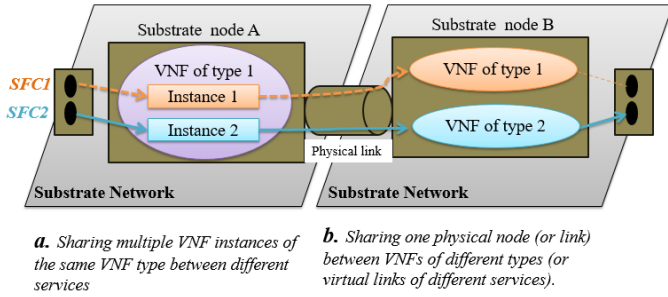 Substrate node A
Substrate node B
VNF of type 1
VNF of type 1
SFC1
Instance 1
SFC2
Instance 2
VNF of type 2
Physical link
Substrate Network
Substrate Network
a. Sharing multiple VNF instances of
the same VNF type between different
services
b. Sharing one physical node (or link)
between VNFs of different types (or
virtual links of different services).